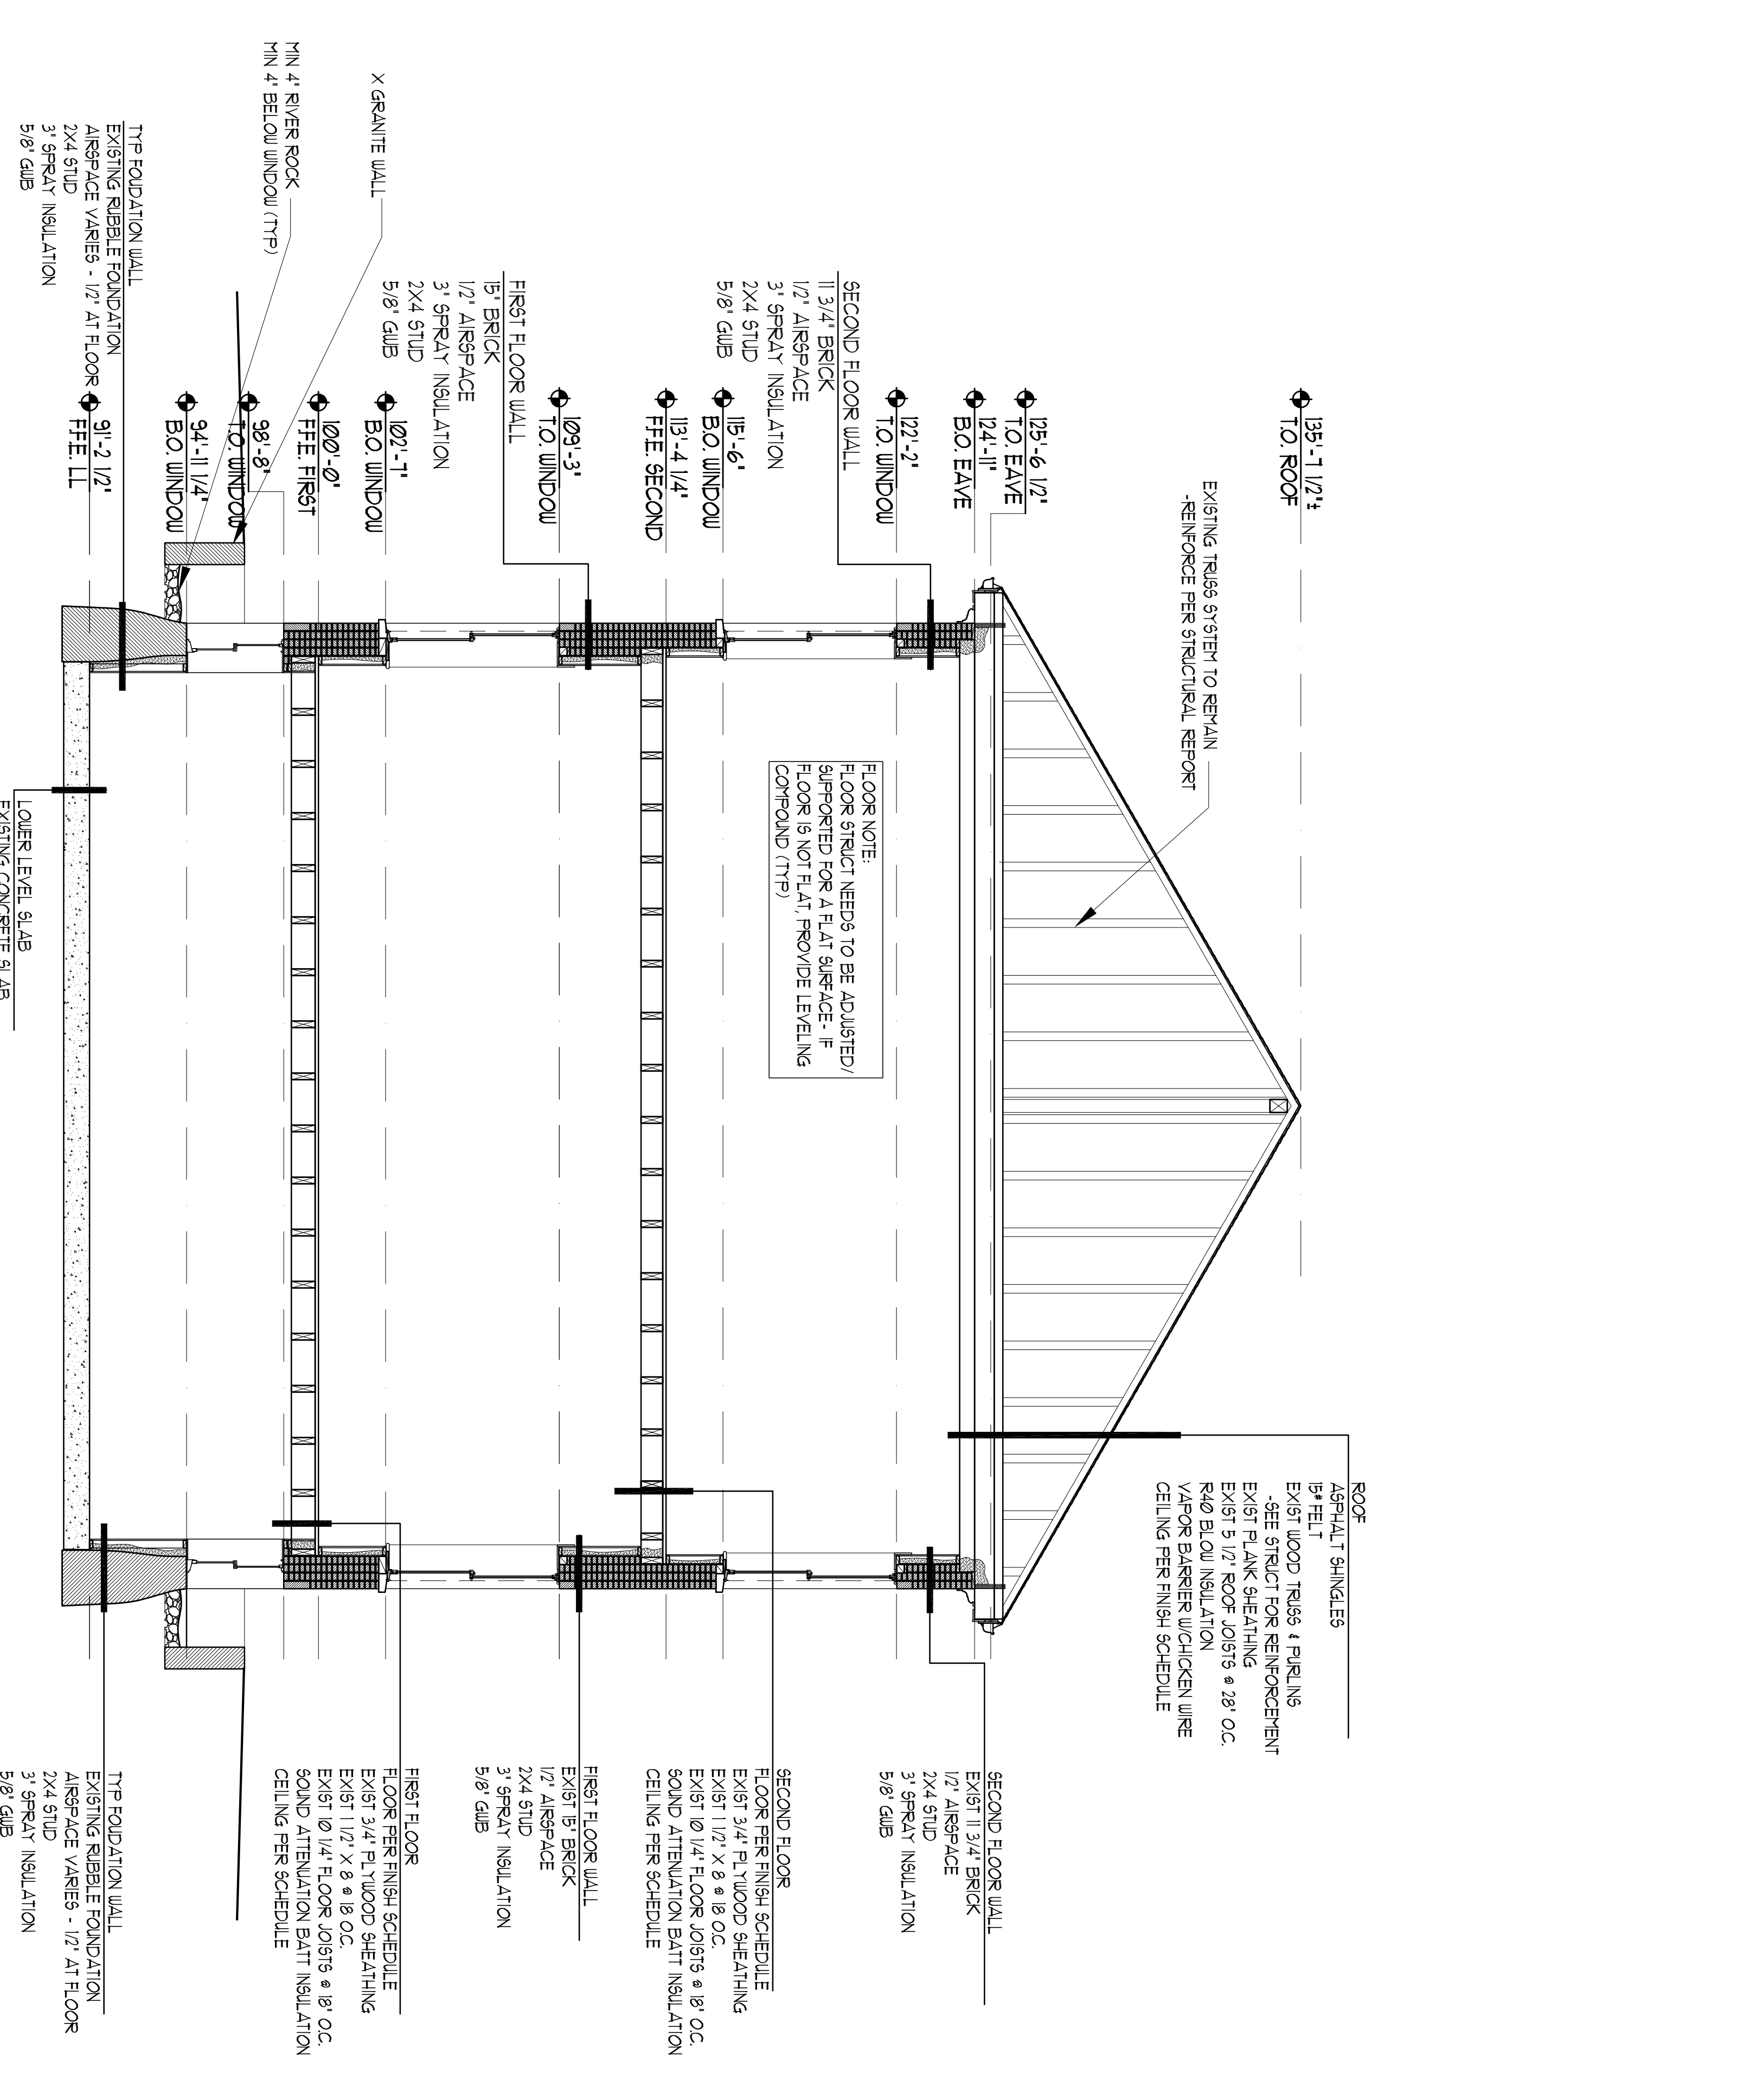 135'-7 1/2"±
T.O. ROOF
125'-6 1/2"
T.O. EAVE
124'-11"
B.O. EAVE
122'-2"
T.O. WINDOW
115'-6"
B.O. WINDOW
113'-4 1/4"
F.F.E. SECOND
109'-3"
T.O. WINDOW
102'-7"
B.O. WINDOW
100'-0"
F.F.E. FIRST
98'-8"
T.O. WINDOW
94'-11 1/4"
B.O. WINDOW
91'-2 1/2"
F.F.E. LL
EXISTING TRUSS SYSTEM TO REMAIN
-REINFORCE PER STRUCTURAL REPORT
SECOND FLOOR WALL
11 3/4" BRICK
1/2" AIRSPACE
3" SPRAY INSULATION
2X4 STUD
5/8" GWB
FIRST FLOOR WALL
15" BRICK
1/2" AIRSPACE
3" SPRAY INSULATION
2X4 STUD
5/8" GWB
X GRANITE WALL
MIN 4" RIVER ROCK
MIN 4" BELOW WINDOW (TYP)
TYP FOUDATION WALL
EXISTING RUBBLE FOUNDATION
AIRSPACE VARIES - 1/2" AT FLOOR
2X4 STUD
3" SPRAY INSULATION
5/8" GWB
FLOOR NOTE:
FLOOR STRUCT NEEDS TO BE ADJUSTED/
SUPPORTED FOR A FLAT SURFACE- IF
FLOOR IS NOT FLAT, PROVIDE LEVELING
COMPOUND (TYP)
LOWER LEVEL SLAB
EXISTING CONCRETE SLAB
ROOF
ASPHALT SHINGLES
15# FELT
EXIST WOOD TRUSS & PURLINS
-SEE STRUCT FOR REINFORCEMENT
EXIST PLANK SHEATHING
EXIST 5 1/2" ROOF JOISTS @ 28" O.C.
R40 BLOW INSULATION
VAPOR BARRIER W/CHICKEN WIRE
CEILING PER FINISH SCHEDULE
SECOND FLOOR WALL
EXIST 11 3/4" BRICK
1/2" AIRSPACE
2X4 STUD
3" SPRAY INSULATION
5/8" GWB
SECOND FLOOR
FLOOR PER FINISH SCHEDULE
EXIST 3/4" PLYWOOD SHEATHING
EXIST 1 1/2" X 8 @ 18 O.C.
EXIST 10 1/4" FLOOR JOISTS @ 18" O.C.
SOUND ATTENUATION BATT INSULATION
CEILING PER SCHEDULE
FIRST FLOOR WALL
EXIST 15" BRICK
1/2" AIRSPACE
2X4 STUD
3" SPRAY INSULATION
5/8" GWB
FIRST FLOOR
FLOOR PER FINISH SCHEDULE
EXIST 3/4" PLYWOOD SHEATHING
EXIST 1 1/2" X 8 @ 18 O.C.
EXIST 10 1/4" FLOOR JOISTS @ 18" O.C.
SOUND ATTENUATION BATT INSULATION
CEILING PER SCHEDULE
TYP FOUDATION WALL
EXISTING RUBBLE FOUNDATION
AIRSPACE VARIES - 1/2" AT FLOOR
2X4 STUD
3" SPRAY INSULATION
5/8" GWB